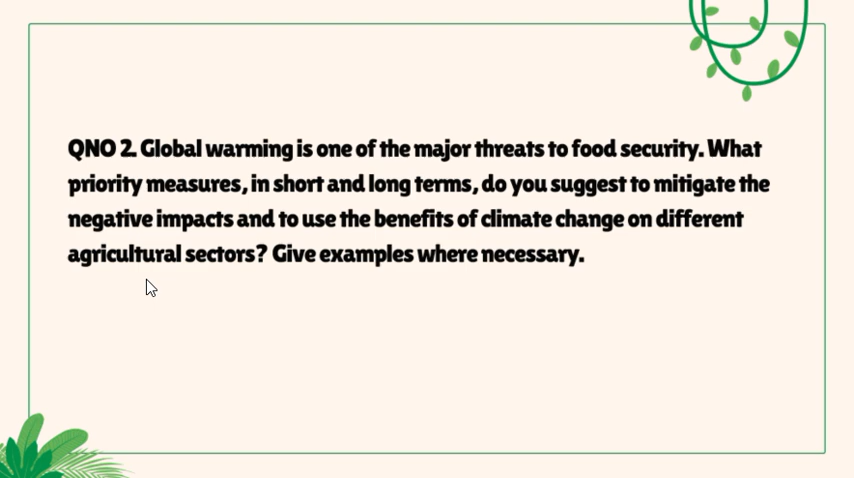 QNO 2. Global warming is one of the major threats to food security. What
priority measures, in short and long terms, do you suggest to mitigate the
negative impacts and to use the benefits of climate change on different
agricultural sectors? Give examples where necessary.